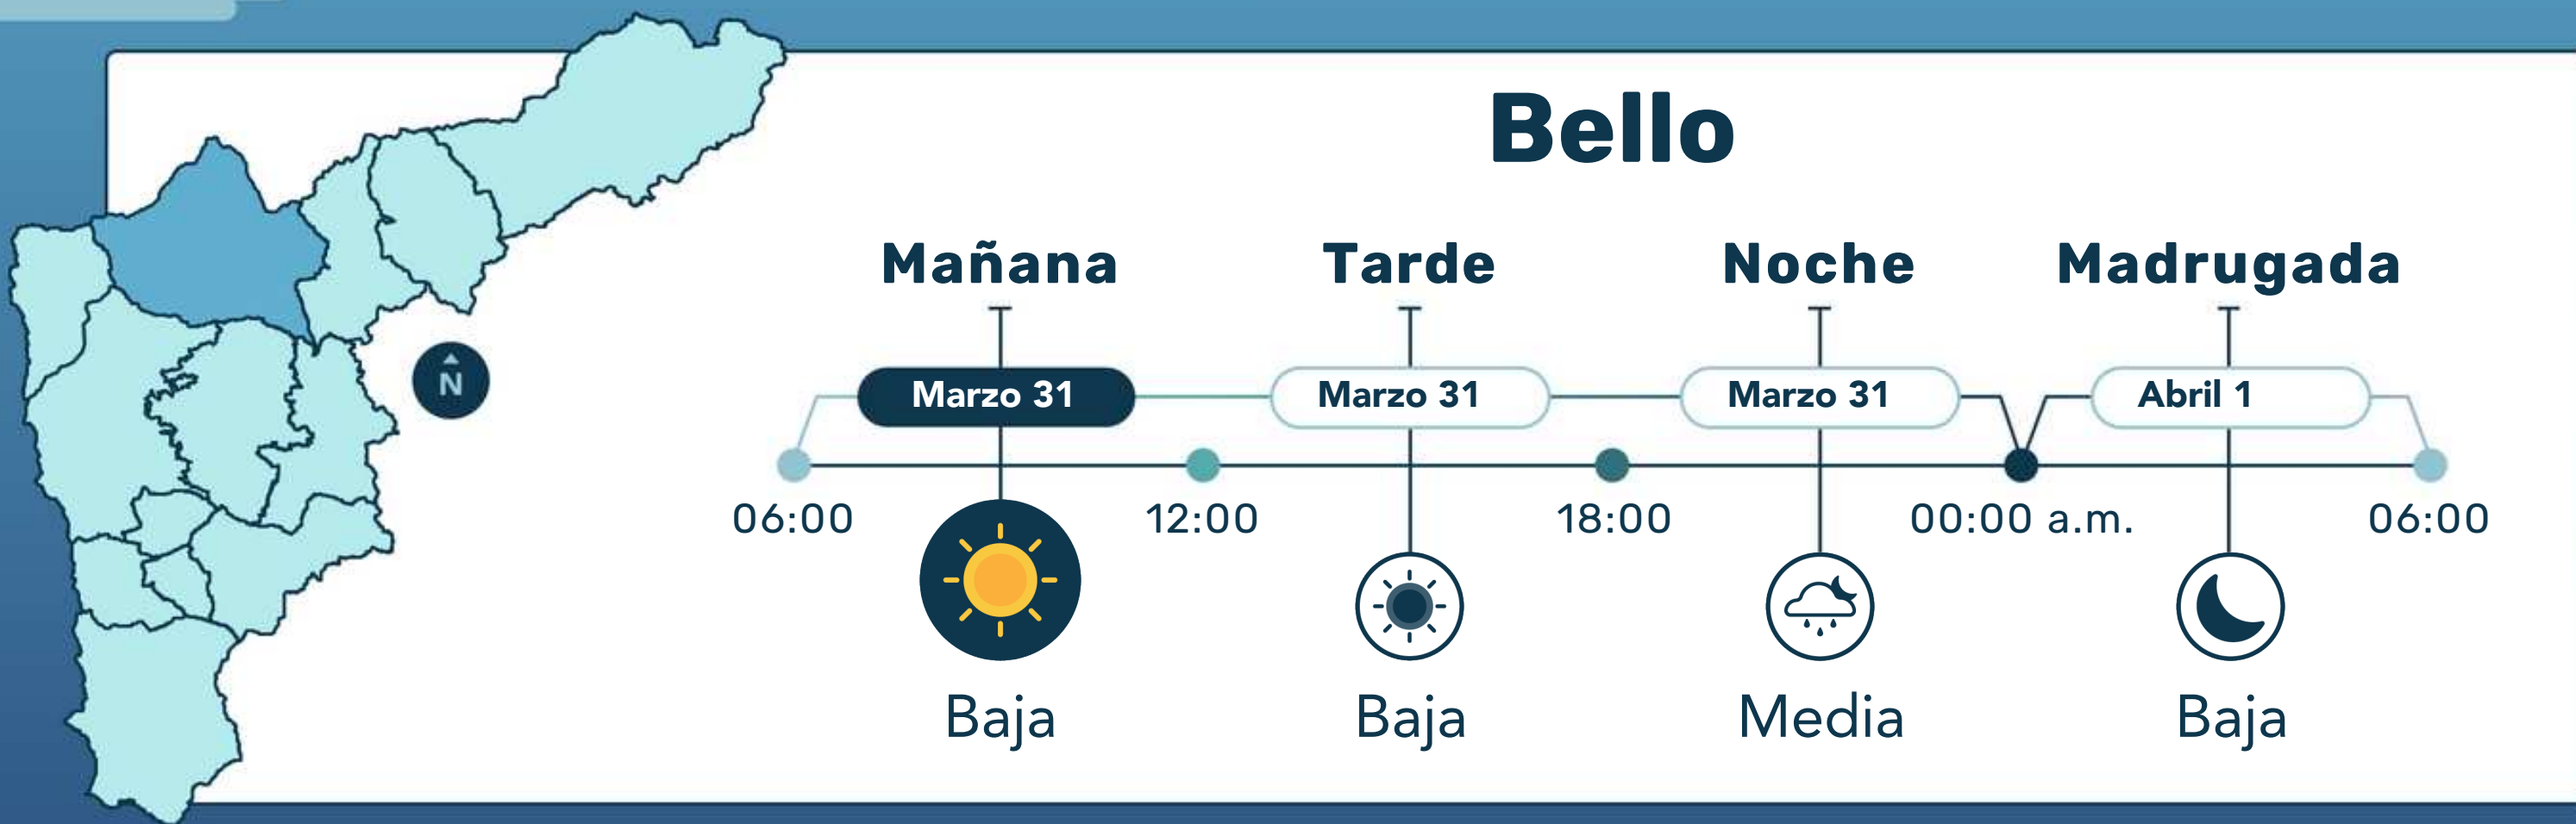 Bello
Mañana Tarde Noche Madrugada
N
Marzo 31 Marzo 31 Marzo 31 Abril 1
06:00 12:00 18:00 00:00 a.m. 06:00
Baja Baja Media Baja